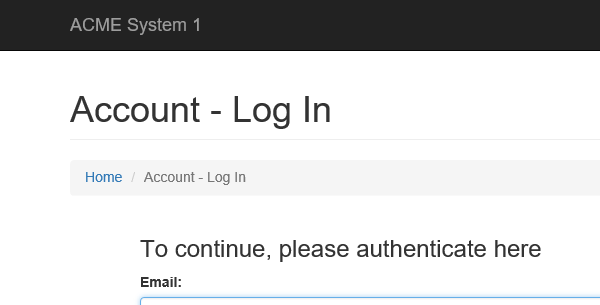 ACME System 1
Account - Log In
Home / Account - Log In
To continue, please authenticate here
Email: